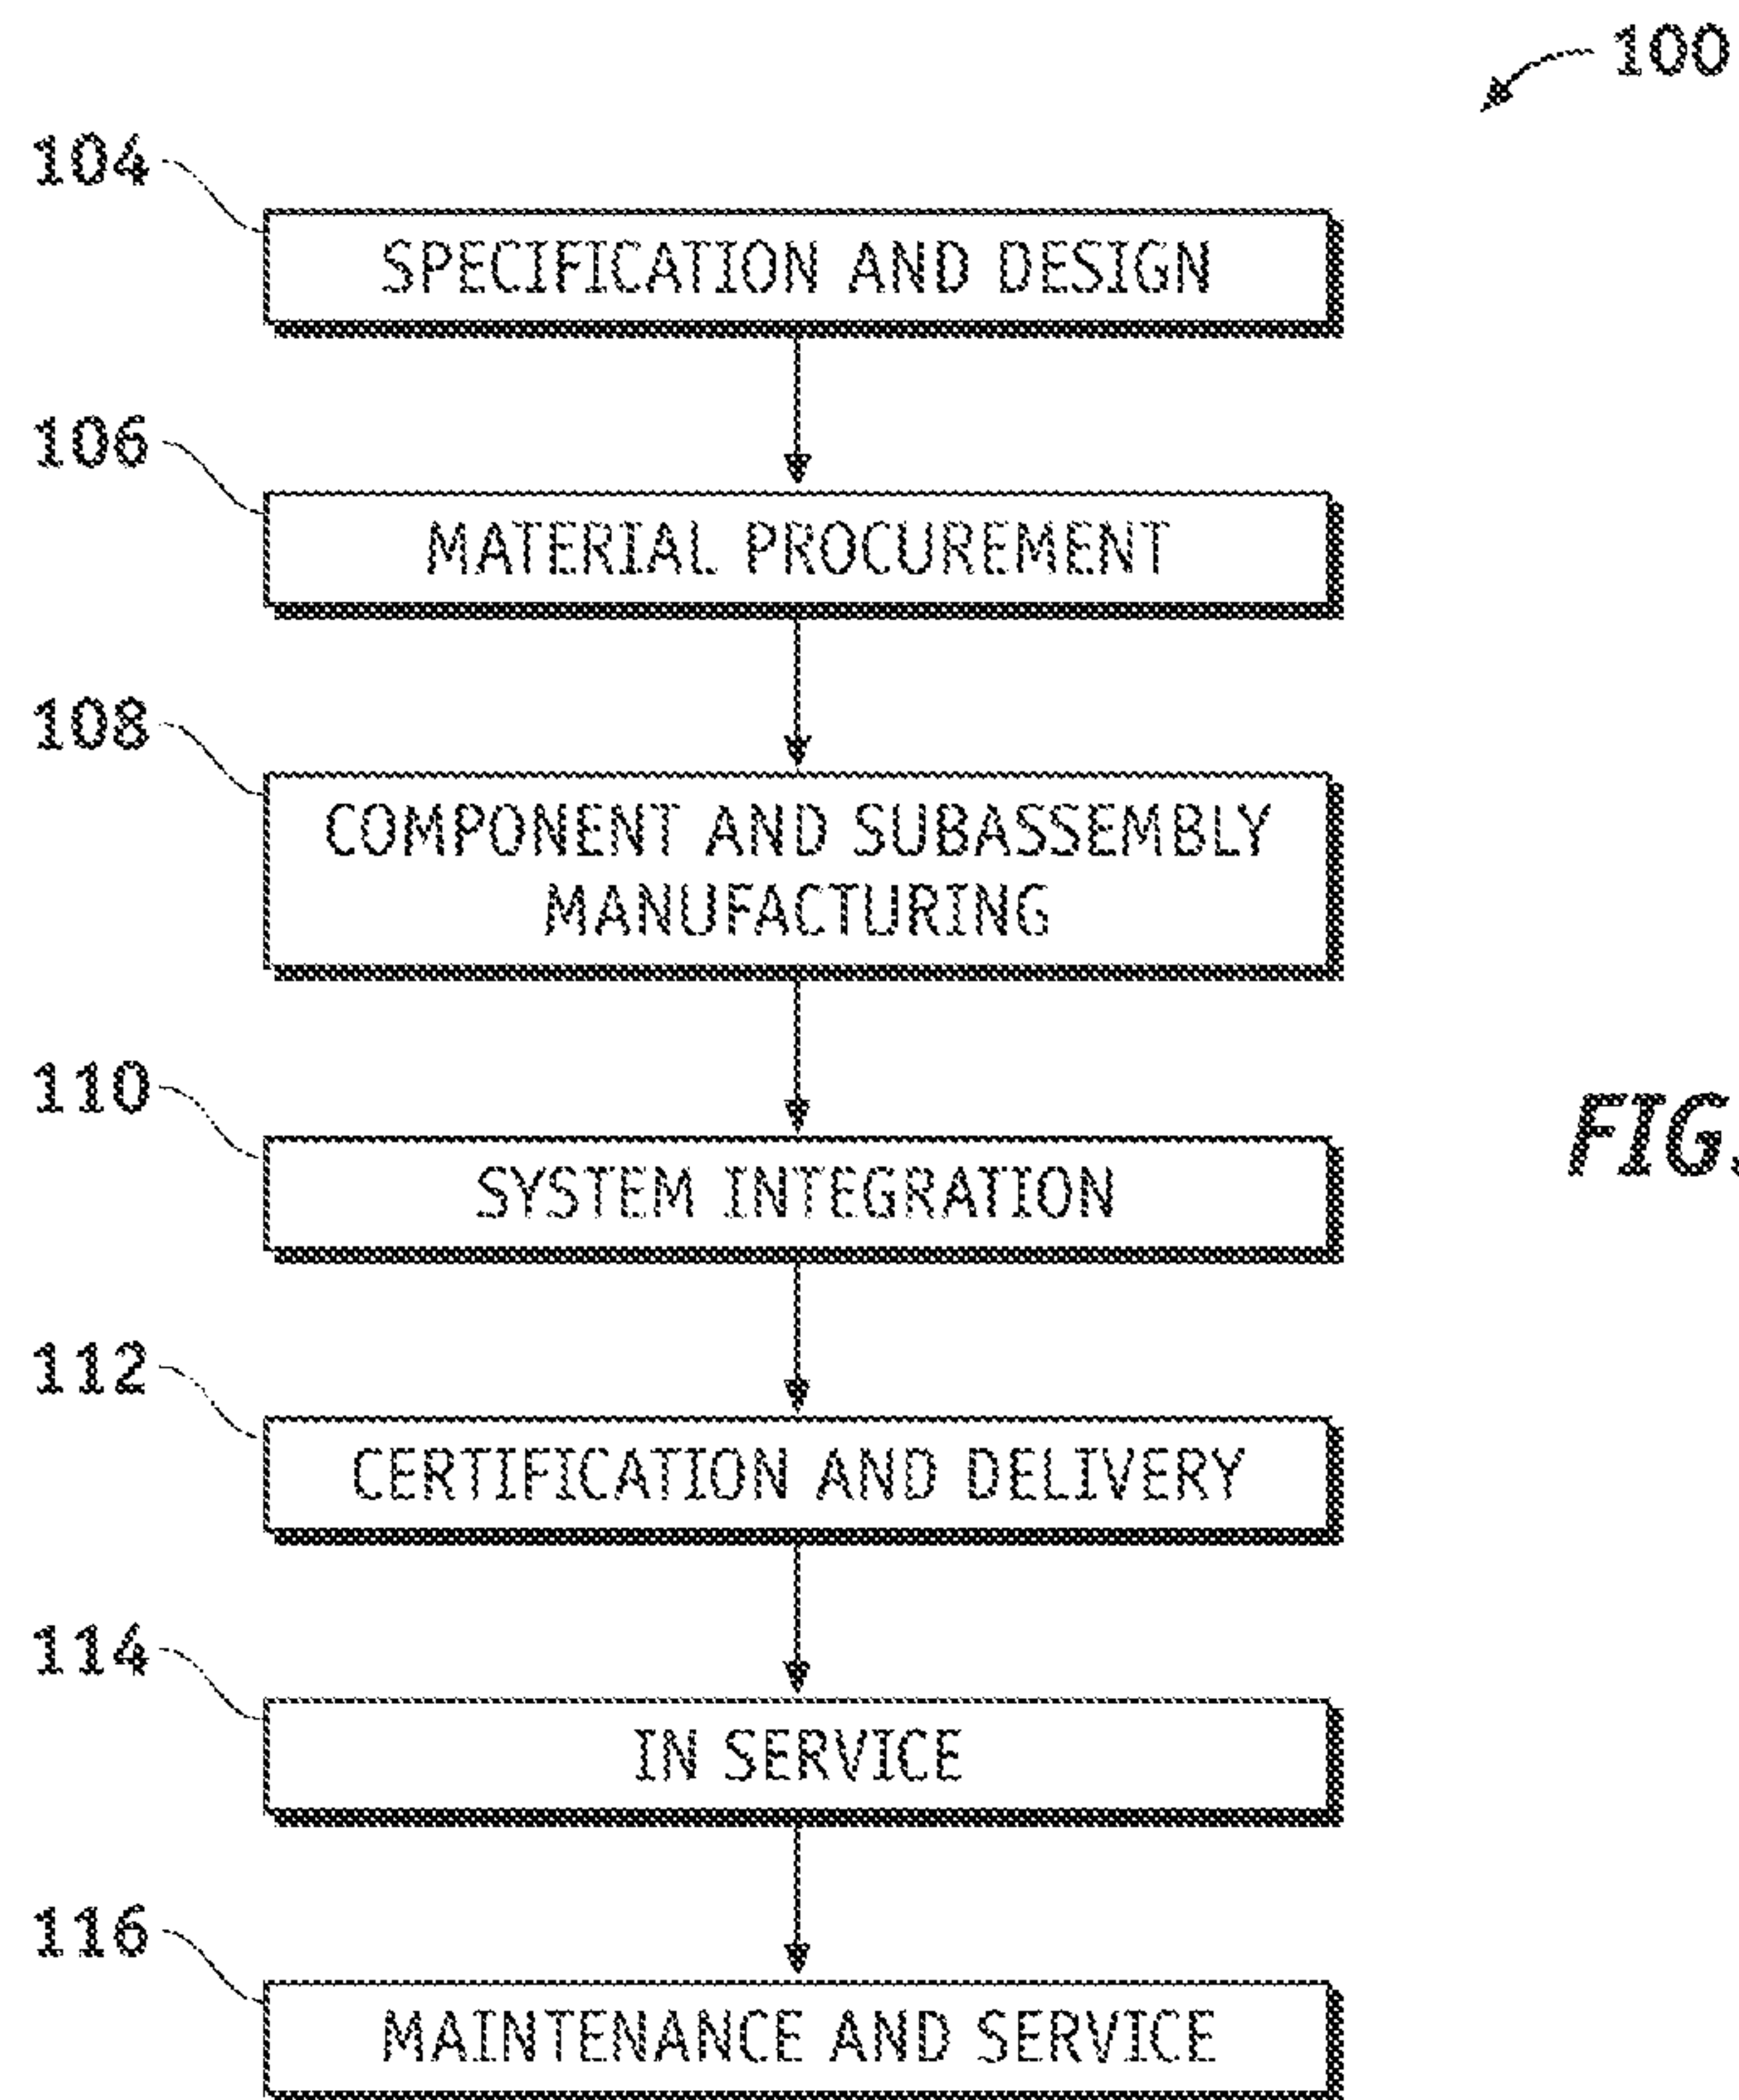 100
104
SPECIFICATION AND DESIGN
106
MATERIAL PROCUREMENT
108
COMPONENT AND SUBASSEMBLY
MANUFACTURING
110
SYSTEM INTEGRATION
FIG.
112
CERTIFICATION AND DELIVERY
114
IN SERVICE
116
MAINTENANCE AND SERVICE